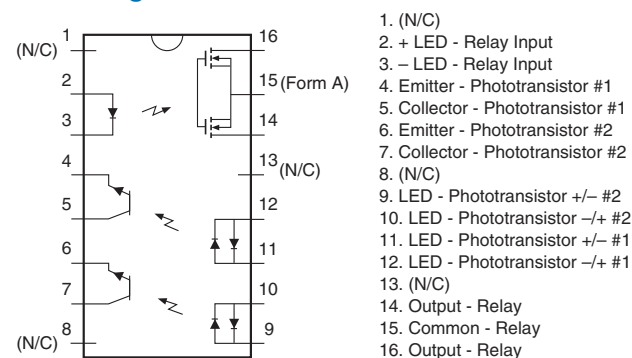 1
16
(N/C)
2
15
(Form A)
3
14
4
13
(N/C)
5
12
6
11
7
10
8
9
(N/C)
1. (N/C)
2. + LED - Relay Input
3. – LED - Relay Input
4. Emitter - Phototransistor #1
5. Collector - Phototransistor #1
6. Emitter - Phototransistor #2
7. Collector - Phototransistor #2
8. (N/C)
9. LED - Phototransistor +/– #2
10. LED - Phototransistor –/+ #2
11. LED - Phototransistor +/– #1
12. LED - Phototransistor –/+ #1
13. (N/C)
14. Output - Relay
15. Common - Relay
16. Output - Relay